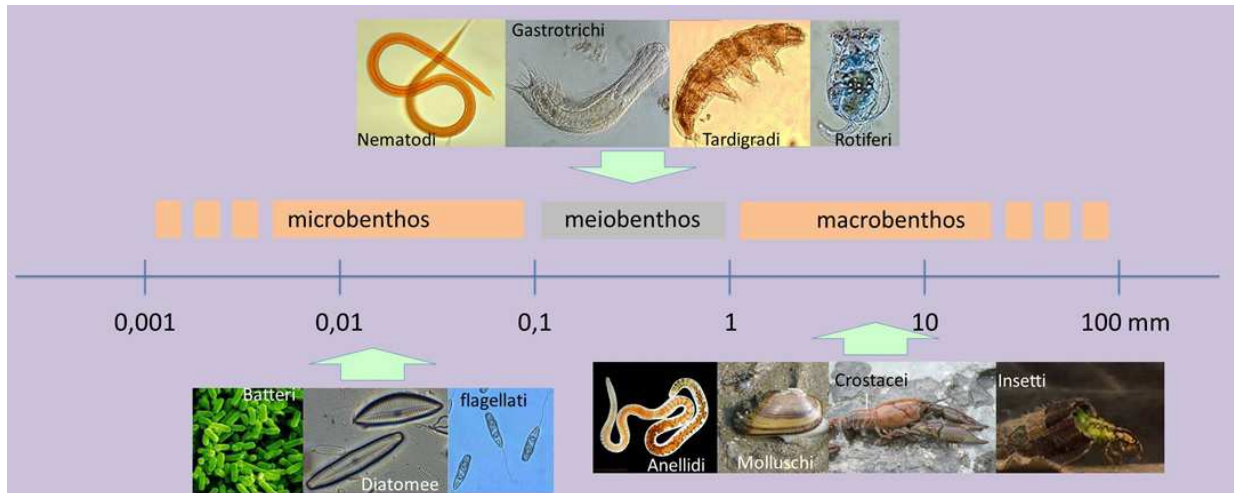 Gastrotrichi
Nematodi
Tardigradi
Rotiferi
microbenthos
meiobenthos
macrobenthos
0,001
0,01
0,1
1
10
100 mm
Batteri
Diatomee
flagellati
Anellidi
Molluschi
Crostacei
Insetti